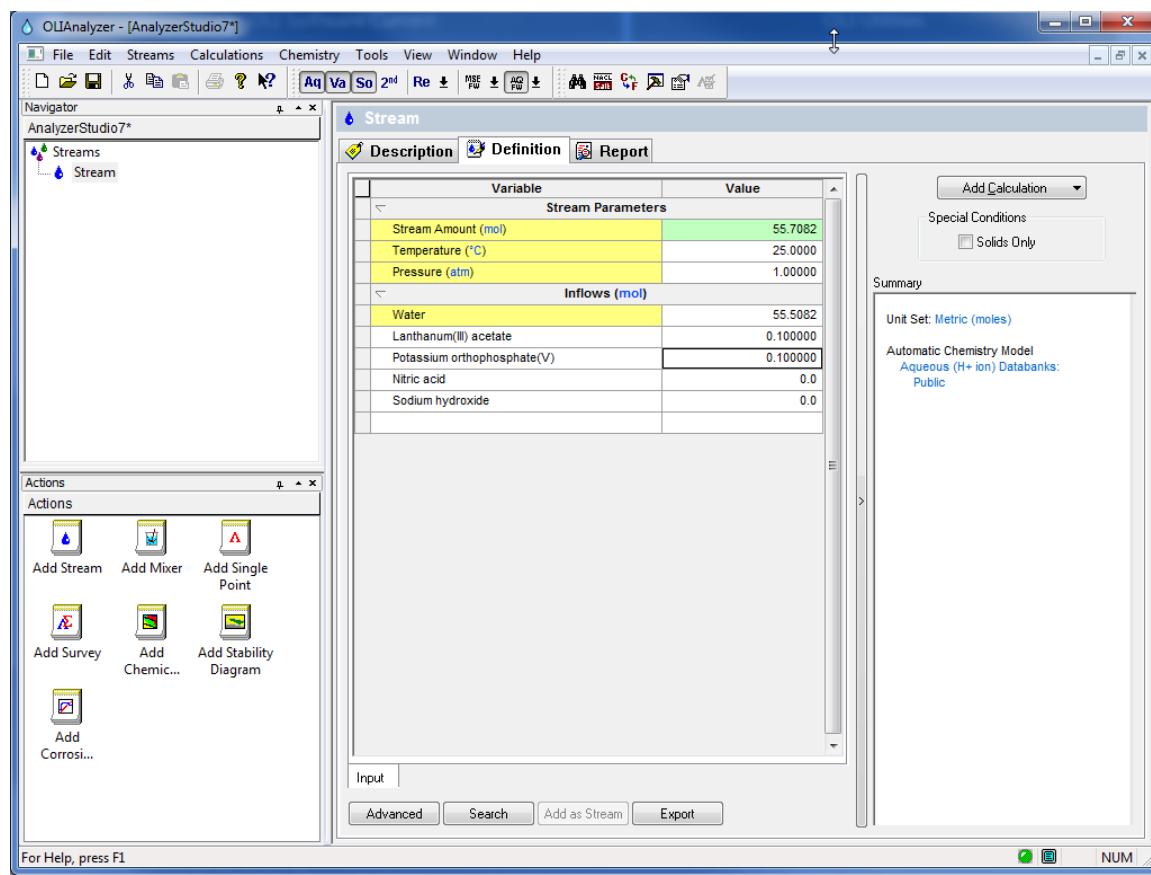 OLIAnalyzer - [AnalyzerStudio7*]
File Edit Streams Calculations Chemistry Tools View Window Help
Aq Va So 2nd Re MSE FW AQ FW
Navigator
AnalyzerStudio7*
Streams
Stream
Stream
Description Definition Report
Variable Value
Stream Parameters
Stream Amount (mol) 55.7082
Temperature (°C) 25.0000
Pressure (atm) 1.00000
Inflows (mol)
Water 55.5082
Lanthanum(III) acetate 0.100000
Potassium orthophosphate(V) 0.100000
Nitric acid 0.0
Sodium hydroxide 0.0
Input
Advanced Search Add as Stream Export
Add Calculation
Special Conditions
Solids Only
Summary
Unit Set: Metric (moles)
Automatic Chemistry Model
Aqueous (H+ ion) Databanks:
Public
Actions
Actions
Add Stream Add Mixer Add Single
Point
Add Survey Add Add Stability
Chemic... Diagram
Add
Corrosi...
For Help, press F1
NUM